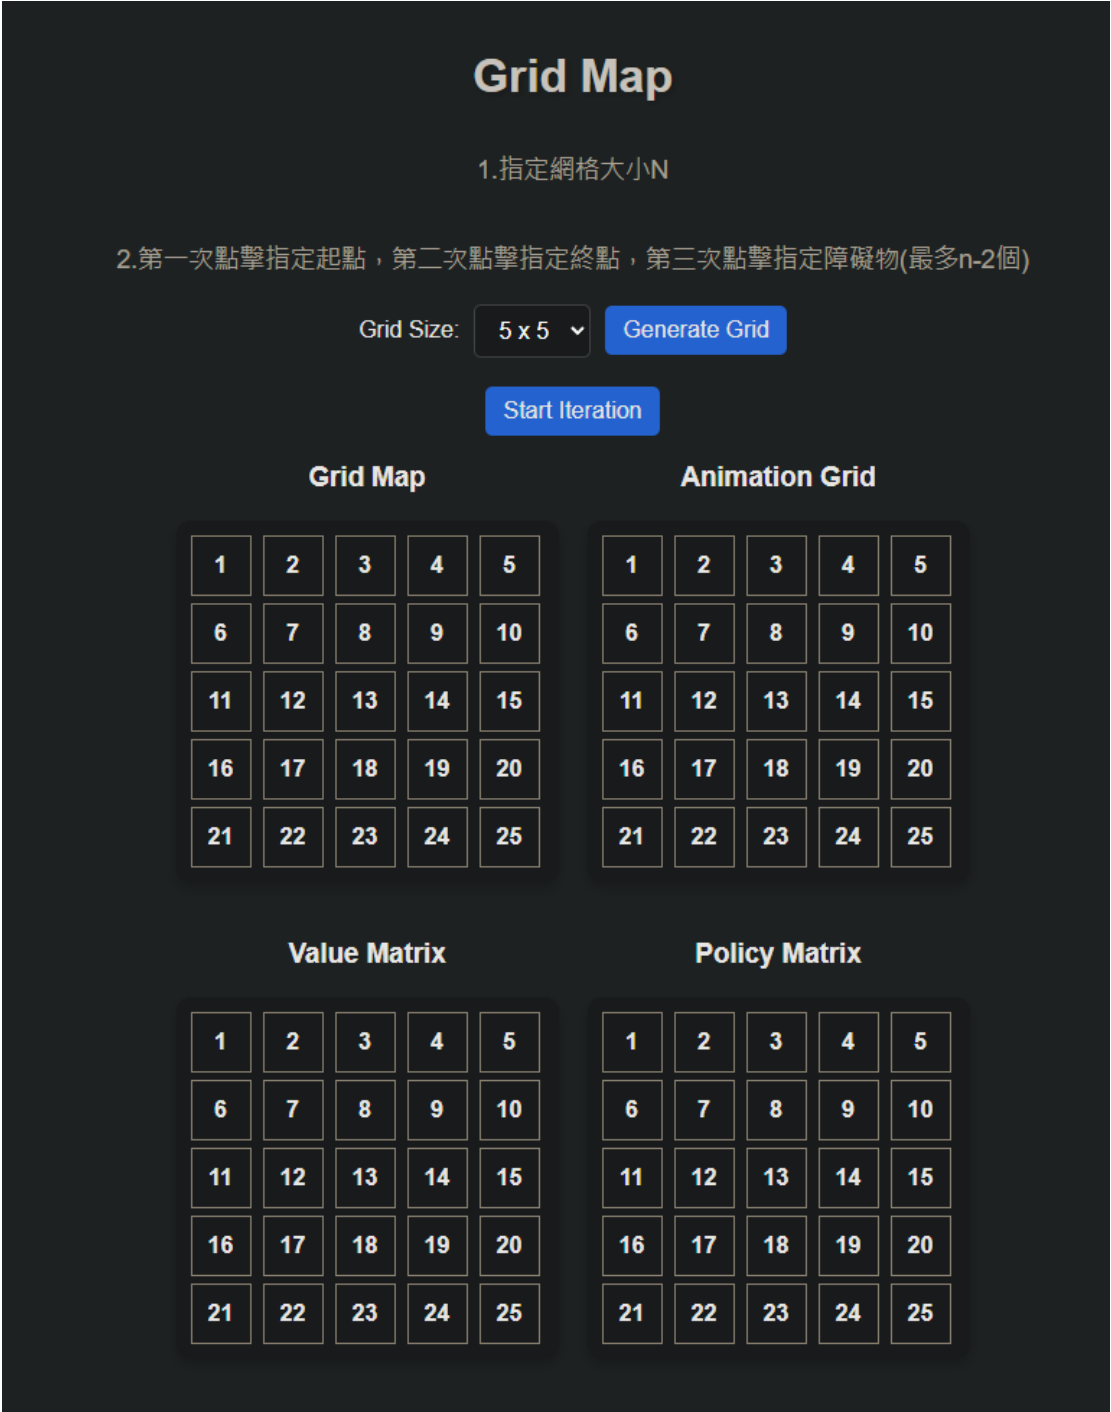 Grid Map
1.指定網格大小N
2.第一次點擊指定起點，第二次點擊指定終點，第三次點擊指定障礙物(最多n-2個)
Grid Size: 5 x 5 Generate Grid
Start Iteration
Grid Map
1 2 3 4 5
6 7 8 9 10
11 12 13 14 15
16 17 18 19 20
21 22 23 24 25
Animation Grid
1 2 3 4 5
6 7 8 9 10
11 12 13 14 15
16 17 18 19 20
21 22 23 24 25
Value Matrix
1 2 3 4 5
6 7 8 9 10
11 12 13 14 15
16 17 18 19 20
21 22 23 24 25
Policy Matrix
1 2 3 4 5
6 7 8 9 10
11 12 13 14 15
16 17 18 19 20
21 22 23 24 25